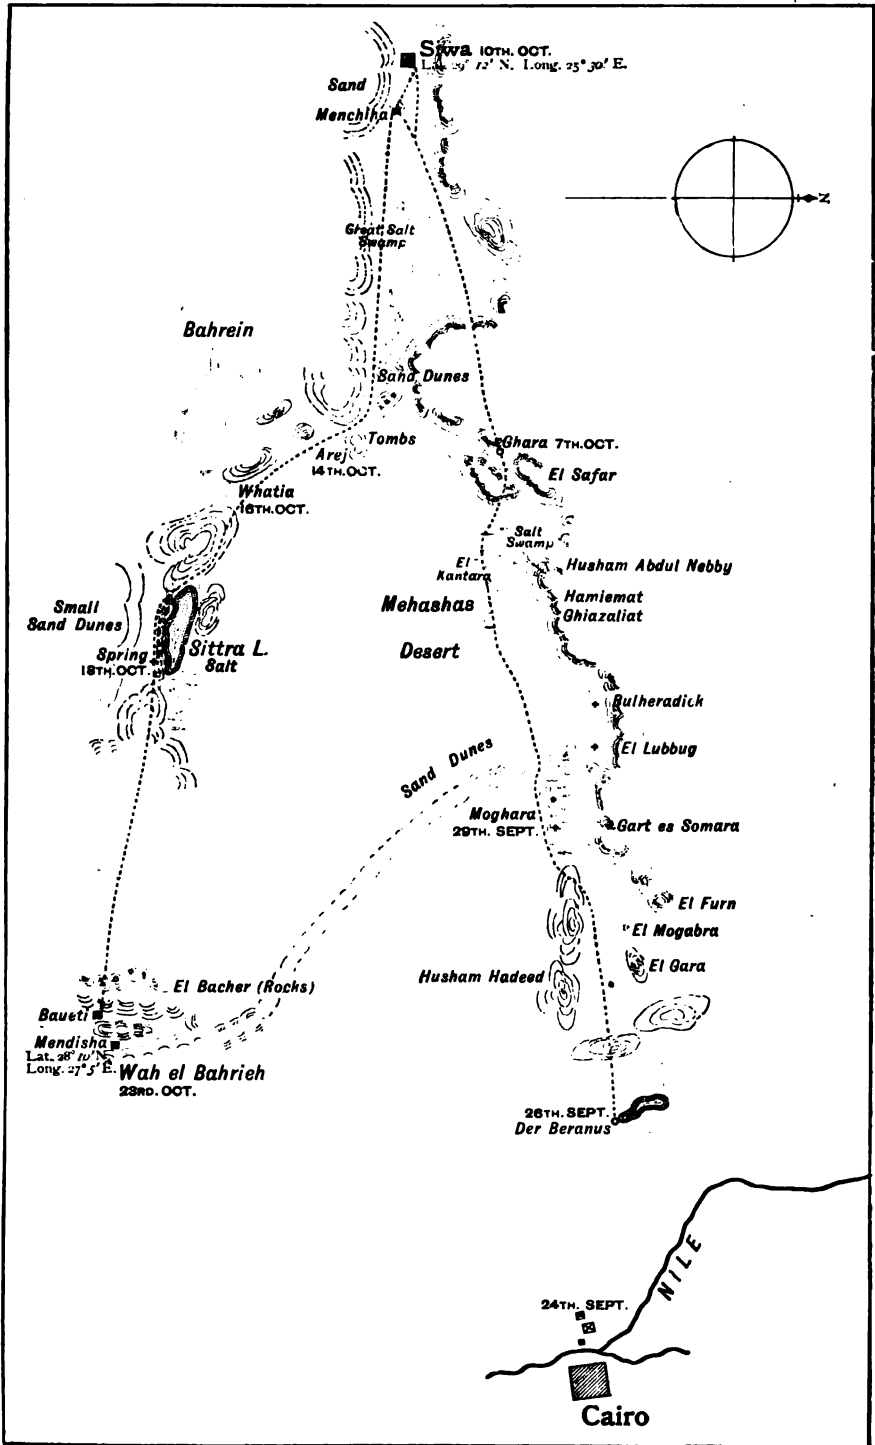 Siwa 10TH. OCT.
Lat. 29° 12' N. Long. 25° 30' E.
Sand
Menchihal
N
Great Salt
Swamp
Bahrein
Sand Dunes
Tombs
Arej
14TH. OCT.
Ghara 7TH. OCT.
El Safar
Whatia
16TH. OCT.
Salt
Swamp
El
Kantara
Husham Abdul Nebby
Hamiemat
Ghiazaliat
Mehashas
Desert
Small
Sand Dunes
Spring
18TH. OCT.
Sittra L.
Salt
Bulheradick
El Lubbug
Sand Dunes
Moghara
29TH. SEPT.
Gart es Somara
El Furn
El Mogabra
El Gara
Husham Hadeed
El Bacher (Rocks)
Baueti
Mendisha
Lat. 28° 10' N.
Long. 27° 5' E.
Wah el Bahrieh
23RD. OCT.
26TH. SEPT.
Der Beranus
NILE
24TH. SEPT.
Cairo